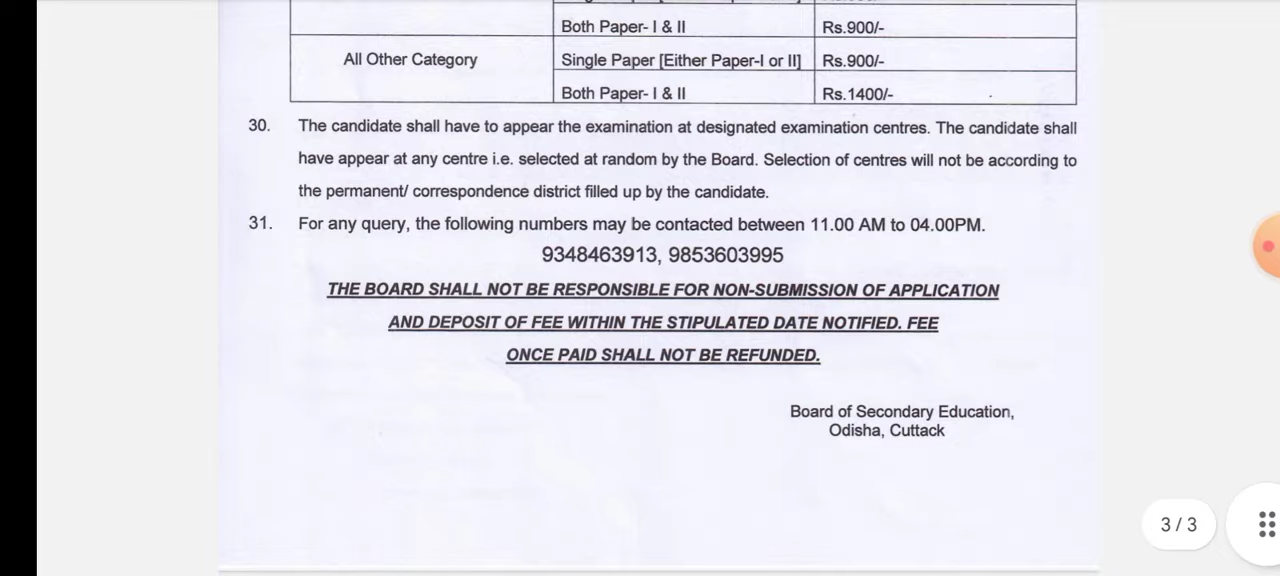 Both Paper- I & II Rs.900/-
All Other Category Single Paper [Either Paper-I or II] Rs.900/-
Both Paper- I & II Rs.1400/-
30. The candidate shall have to appear the examination at designated examination centres. The candidate shall
have appear at any centre i.e. selected at random by the Board. Selection of centres will not be according to
the permanent/ correspondence district filled up by the candidate.
31. For any query, the following numbers may be contacted between 11.00 AM to 04.00PM.
9348463913, 9853603995
THE BOARD SHALL NOT BE RESPONSIBLE FOR NON-SUBMISSION OF APPLICATION
AND DEPOSIT OF FEE WITHIN THE STIPULATED DATE NOTIFIED. FEE
ONCE PAID SHALL NOT BE REFUNDED.
Board of Secondary Education,
Odisha, Cuttack
3 / 3